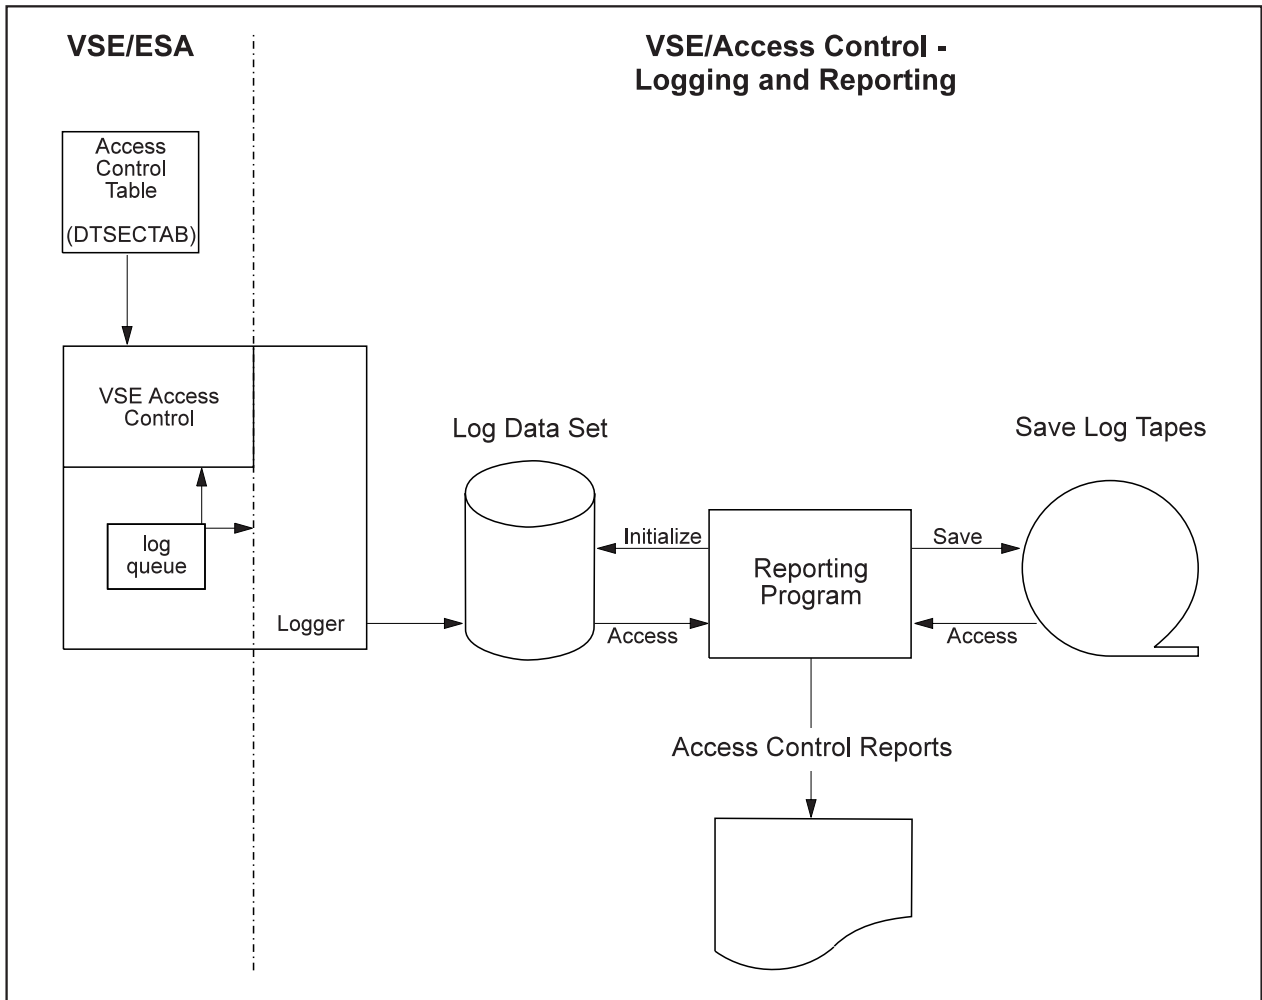 VSE/ESA
VSE/Access Control -
Logging and Reporting
Access
Control
Table
(DTSECTAB)
VSE Access
Control
log
queue
Logger
Log Data Set
Initialize
Access
Reporting
Program
Save
Access
Save Log Tapes
Access Control Reports